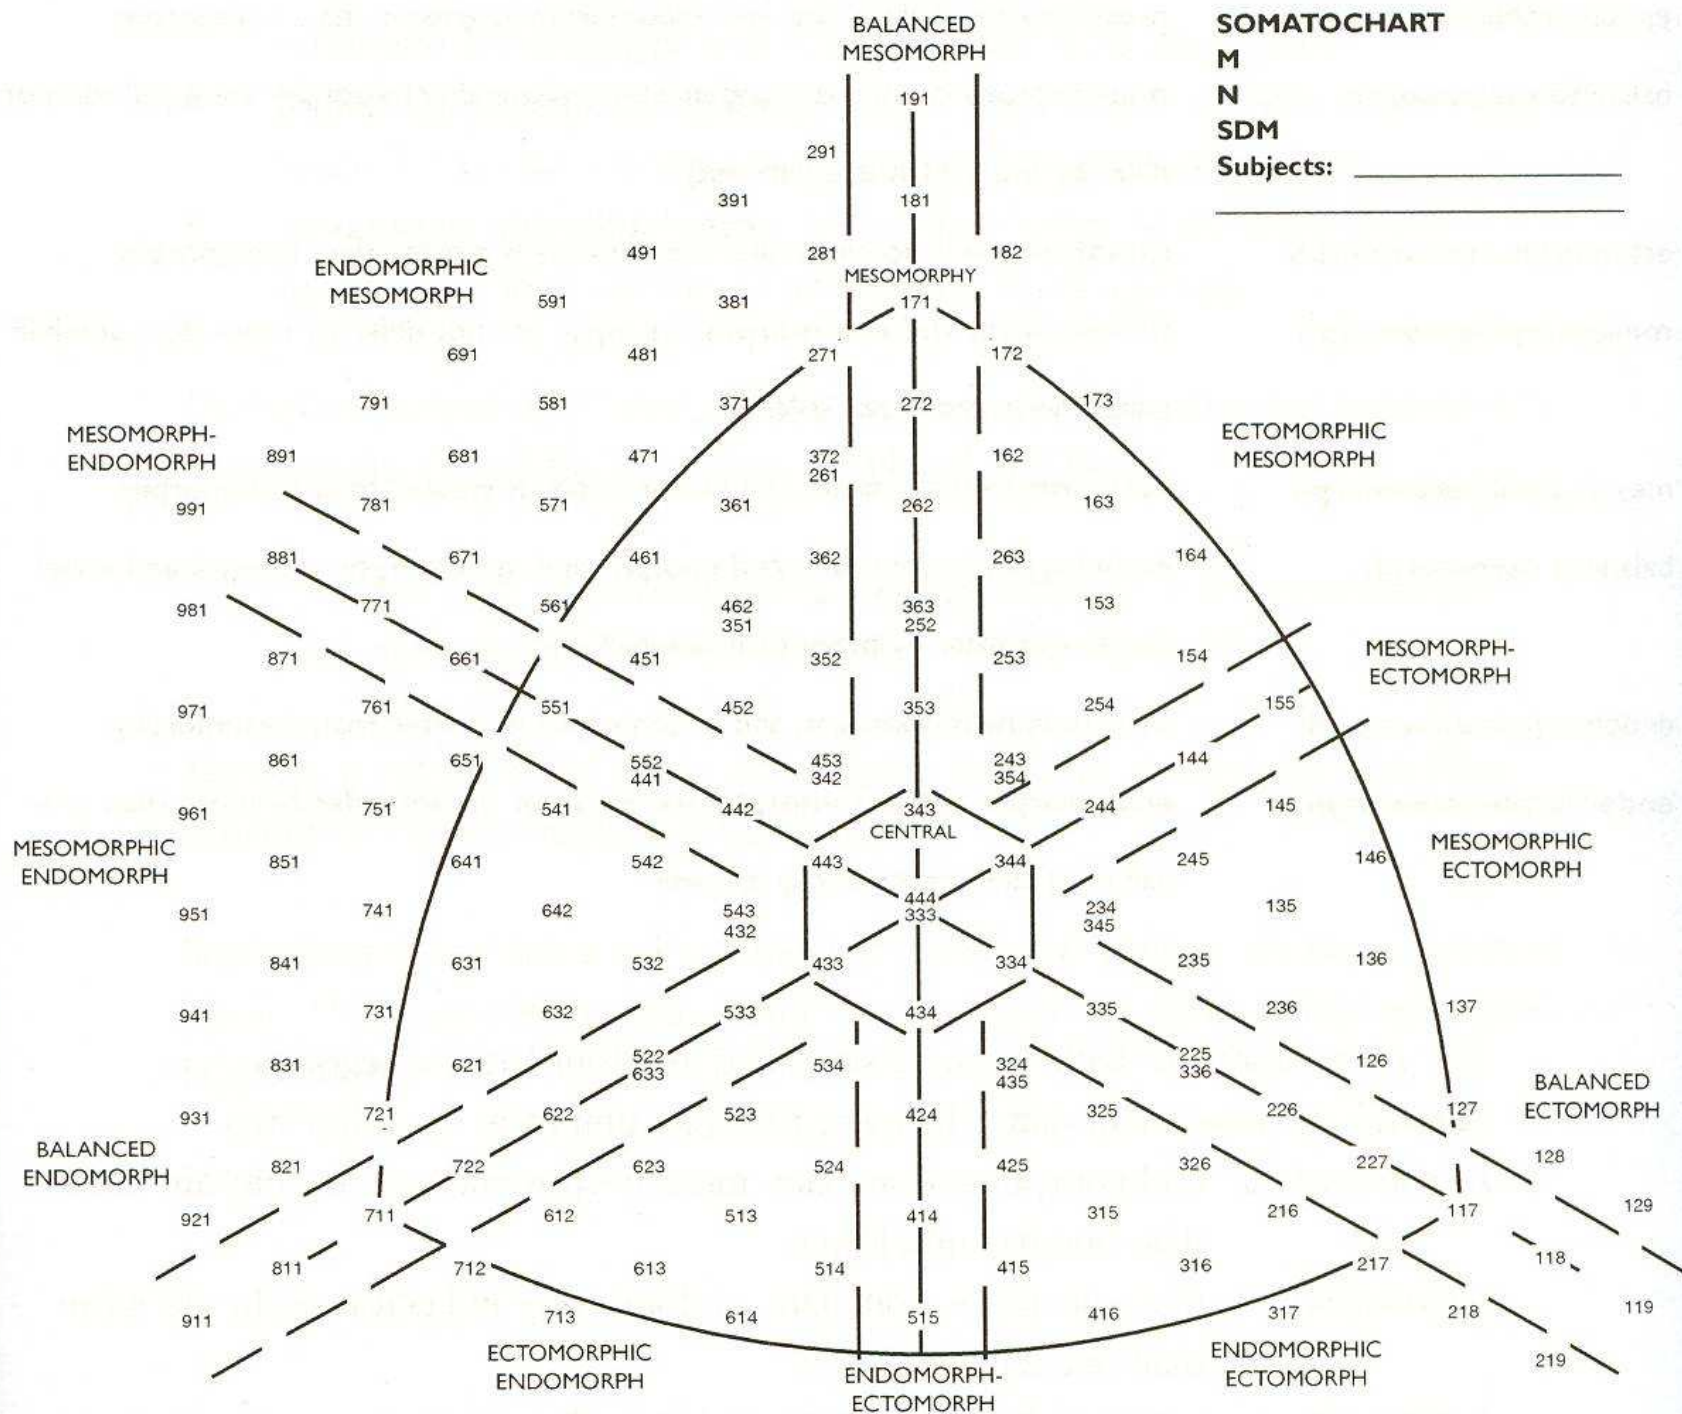 BALANCED
MESOMORPH
SOMATOCHART
M
N
SDM
Subjects:
191
291
391 181
491 281 182
ENDOMORPHIC
MESOMORPH
MESOMORPHY
591 381 171
691 481 271 172
791 581 371 272 173
MESOMORPH-
ENDOMORPH
ECTOMORPHIC
MESOMORPH
891 681 471 372 162
261
991 781 571 361 262 163
881 671 461 362 263 164
981 771 561 462 363 153
351 252
871 661 451 352 253 154
MESOMORPH-
ECTOMORPH
971 761 551 452 353 254 155
861 651 552 453 243 144
441 342 354
961 751 541 442 343 244 145
CENTRAL
MESOMORPHIC
ENDOMORPH
MESOMORPHIC
ECTOMORPH
851 641 542 443 344 245 146
444
951 741 642 543 333 234 135
432 345
841 631 532 433 334 235 136
941 731 632 533 434 335 236 137
831 621 522 534 324 225 126
633 435 336
BALANCED
ECTOMORPH
931 721 622 523 424 325 226 127
BALANCED
ENDOMORPH
821 722 623 524 425 326 227 128
921 711 612 513 414 315 216 117 129
811 712 613 514 415 316 217 118
911 713 614 515 416 317 218 119
ECTOMORPHIC
ENDOMORPH
ENDOMORPH-
ECTOMORPH
ENDOMORPHIC
ECTOMORPH
219